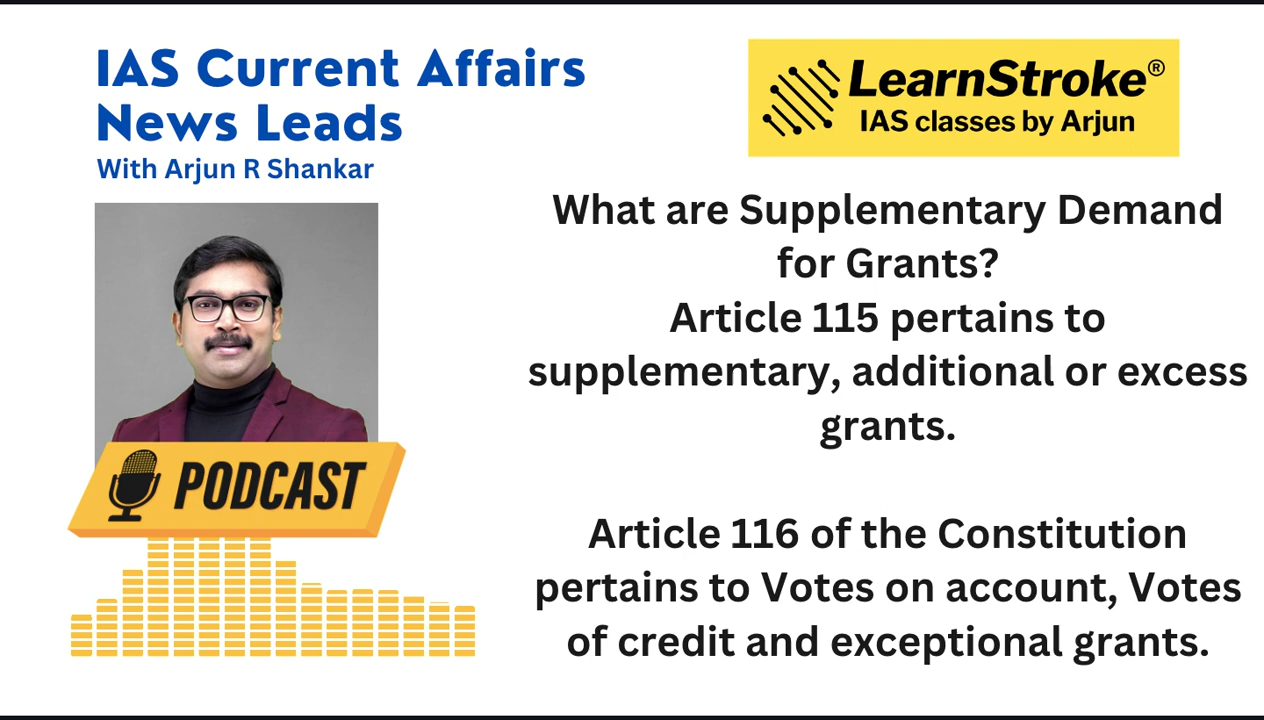 IAS Current Affairs
News Leads
With Arjun R Shankar
LearnStroke®
IAS classes by Arjun
What are Supplementary Demand
for Grants?
Article 115 pertains to
supplementary, additional or excess
grants.
Article 116 of the Constitution
pertains to Votes on account, Votes
of credit and exceptional grants.
PODCAST